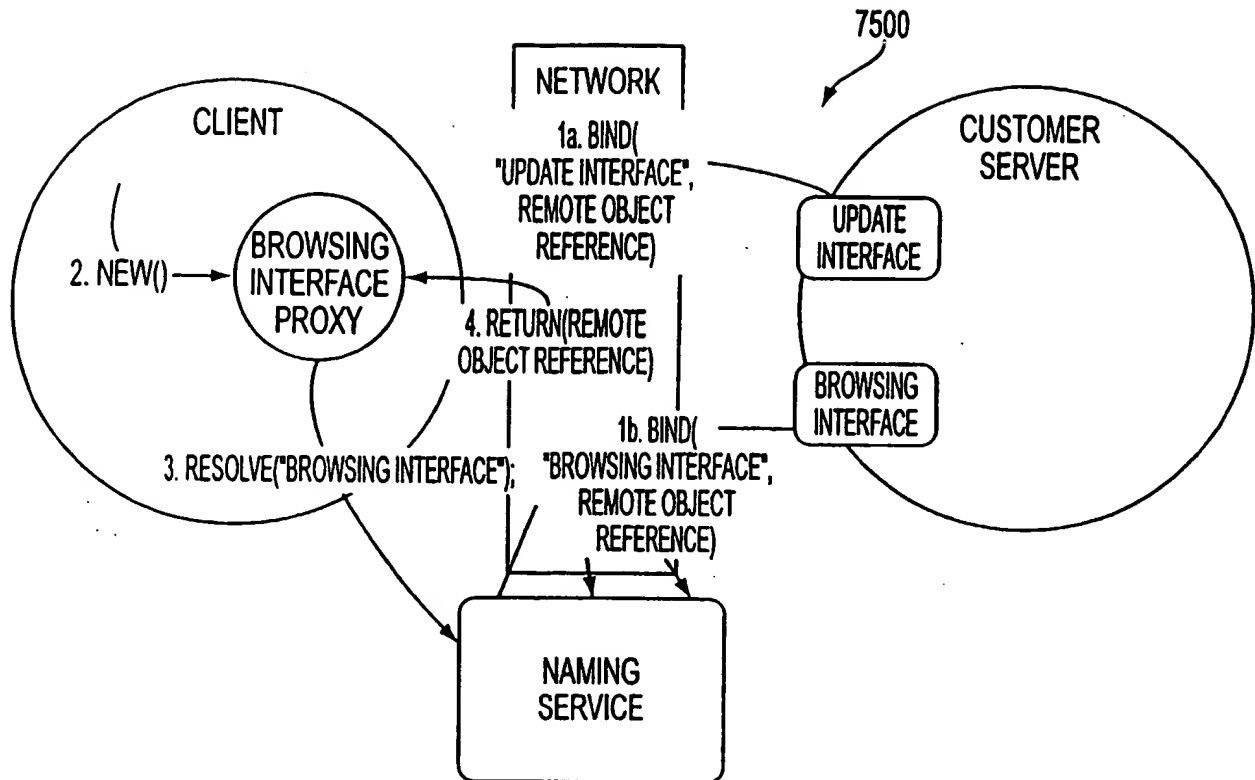 7500
NETWORK
CLIENT
CUSTOMER
SERVER
1a. BIND(
"UPDATE INTERFACE",
REMOTE OBJECT
REFERENCE)
UPDATE
INTERFACE
2. NEW()
BROWSING
INTERFACE
PROXY
4. RETURN(REMOTE
OBJECT REFERENCE)
BROWSING
INTERFACE
1b. BIND(
"BROWSING INTERFACE",
REMOTE OBJECT
REFERENCE)
3. RESOLVE("BROWSING INTERFACE");
NAMING
SERVICE